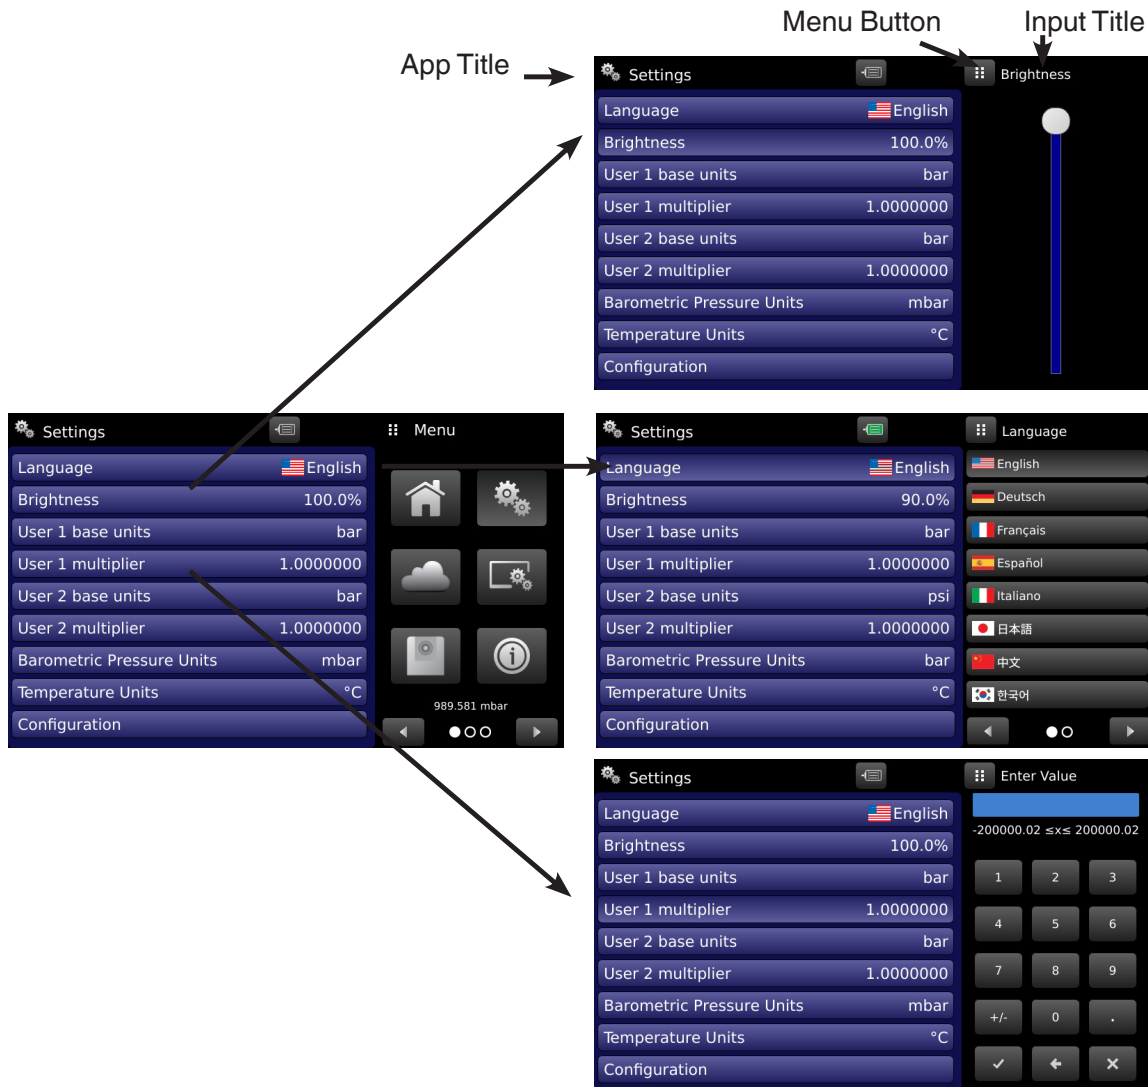 Menu Button Input Title
App Title
Settings Brightness
Language English
Brightness 100.0%
User 1 base units bar
User 1 multiplier 1.0000000
User 2 base units bar
User 2 multiplier 1.0000000
Barometric Pressure Units mbar
Temperature Units °C
Configuration
Settings Menu
Language English
Brightness 100.0%
User 1 base units bar
User 1 multiplier 1.0000000
User 2 base units bar
User 2 multiplier 1.0000000
Barometric Pressure Units mbar
Temperature Units °C
989.581 mbar
Configuration
Settings Language
Language English English
Brightness 90.0% Deutsch
User 1 base units bar Français
User 1 multiplier 1.0000000 Español
User 2 base units psi Italiano
User 2 multiplier 1.0000000 日本語
Barometric Pressure Units bar 中文
Temperature Units °C 한국어
Configuration
Settings Enter Value
Language English
-200000.02 ≤x≤ 200000.02
Brightness 100.0%
User 1 base units bar 1 2 3
User 1 multiplier 1.0000000 4 5 6
User 2 base units bar
User 2 multiplier 1.0000000 7 8 9
Barometric Pressure Units mbar +/- 0 .
Temperature Units °C
Configuration